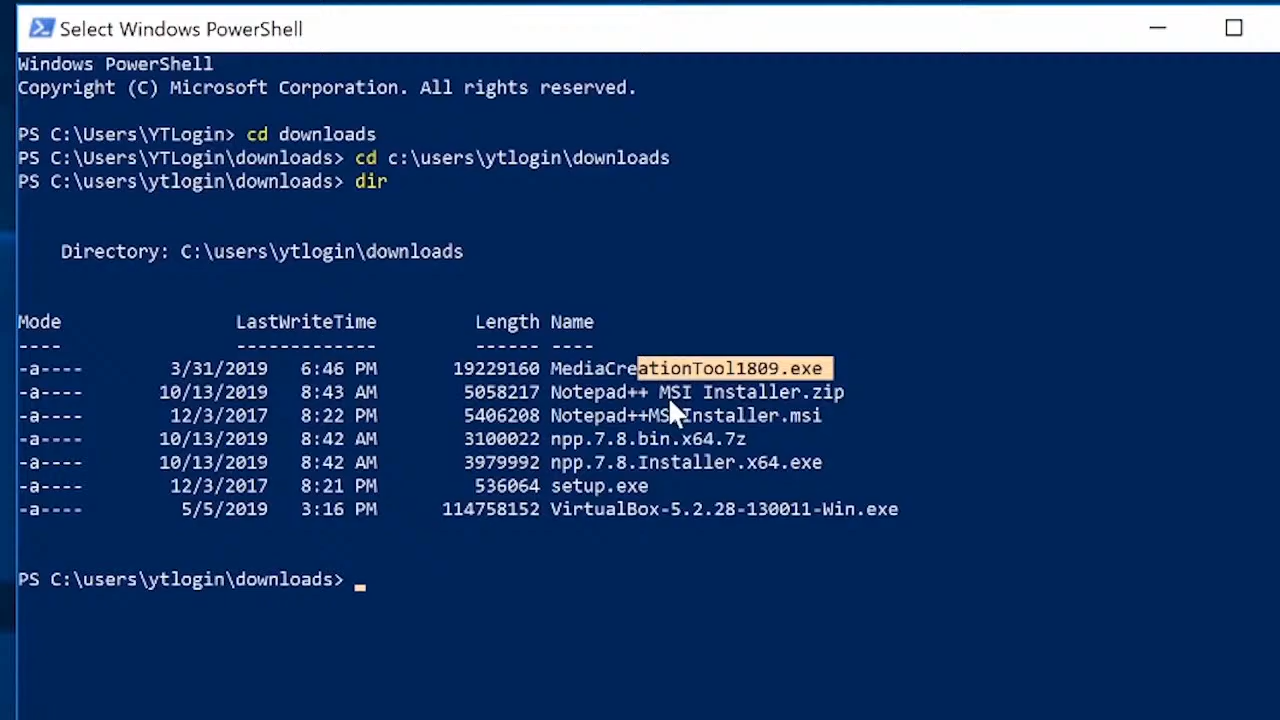 Select Windows PowerShell
Windows PowerShell
Copyright (C) Microsoft Corporation. All rights reserved.
PS C:\Users\YTLogin> cd downloads
PS C:\Users\YTLogin\downloads> cd c:\users\ytlogin\downloads
PS C:\users\ytlogin\downloads> dir
Directory: C:\users\ytlogin\downloads
Mode LastWriteTime Length Name
---- ------------- ------ ----
-a---- 3/31/2019 6:46 PM 19229160 MediaCreationTool1809.exe
-a---- 10/13/2019 8:43 AM 5058217 Notepad++ MSI Installer.zip
-a---- 12/3/2017 8:22 PM 5406208 Notepad++MSIInstaller.msi
-a---- 10/13/2019 8:42 AM 3100022 npp.7.8.bin.x64.7z
-a---- 10/13/2019 8:42 AM 3979992 npp.7.8.Installer.x64.exe
-a---- 12/3/2017 8:21 PM 536064 setup.exe
-a---- 5/5/2019 3:16 PM 114758152 VirtualBox-5.2.28-130011-Win.exe
PS C:\users\ytlogin\downloads>